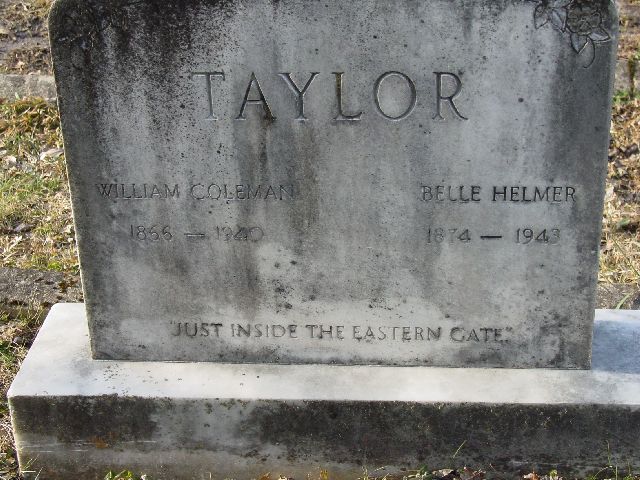 TAYLOR
WILLIAM COLEMAN BELLE HELMER
1866 — 1940 1874 — 1943
"JUST INSIDE THE EASTERN GATE"